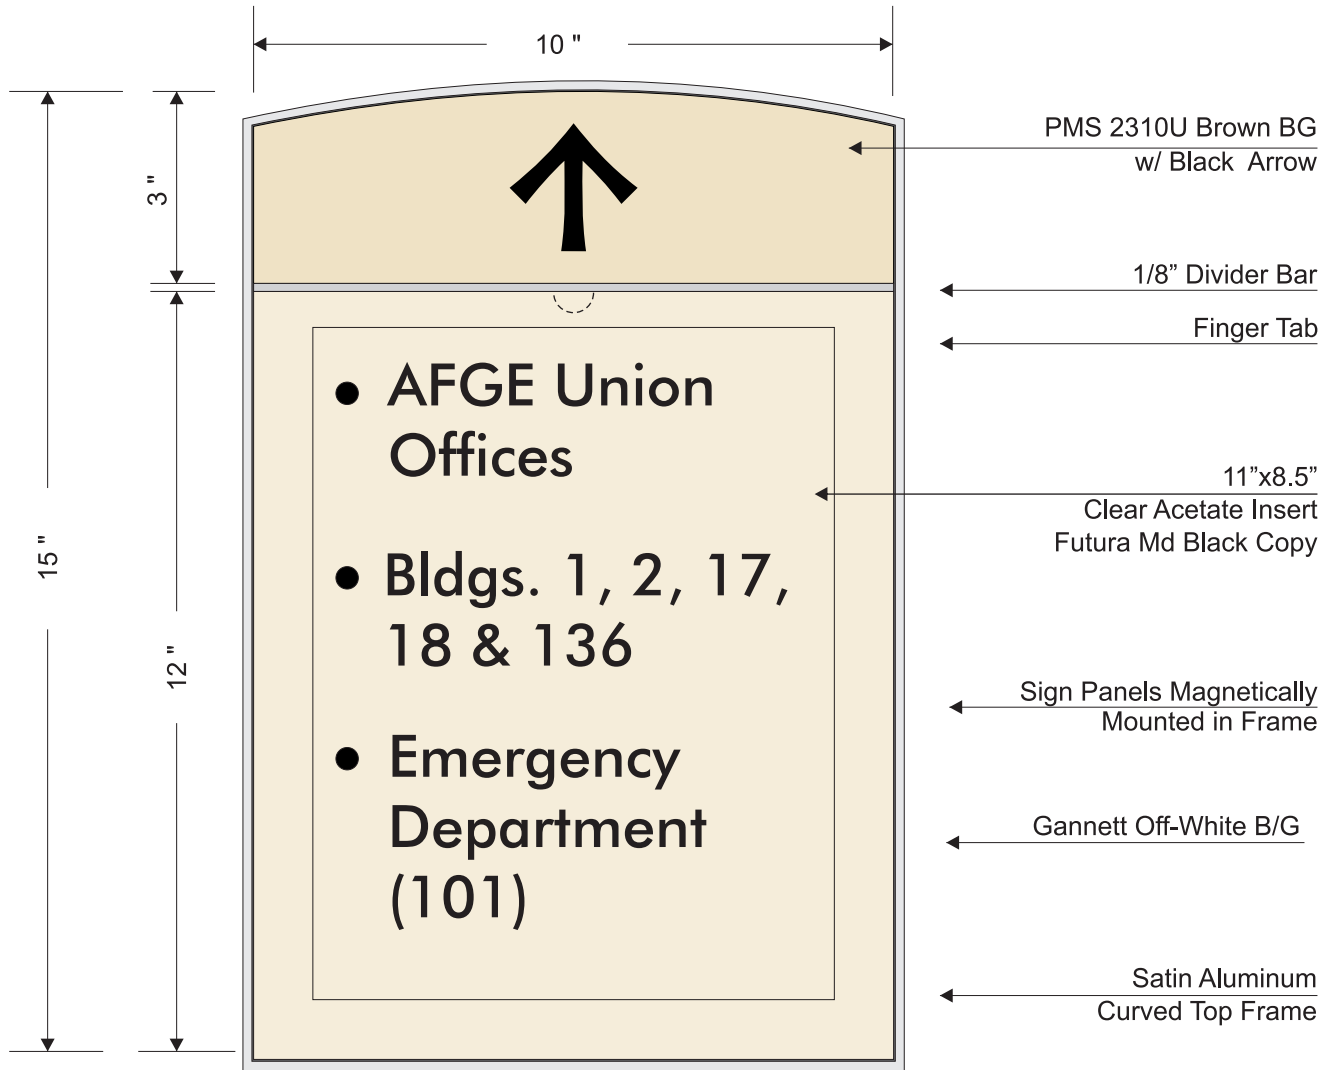 10 "
PMS 2310U Brown BG
w/ Black Arrow
3 "
1/8” Divider Bar
Finger Tab
• AFGE Union
Offices
11”x8.5”
Clear Acetate Insert
Futura Md Black Copy
15 "
• Bldgs. 1, 2, 17,
18 & 136
12 "
Sign Panels Magnetically
Mounted in Frame
• Emergency
Department
(101)
Gannett Off-White B/G
Satin Aluminum
Curved Top Frame